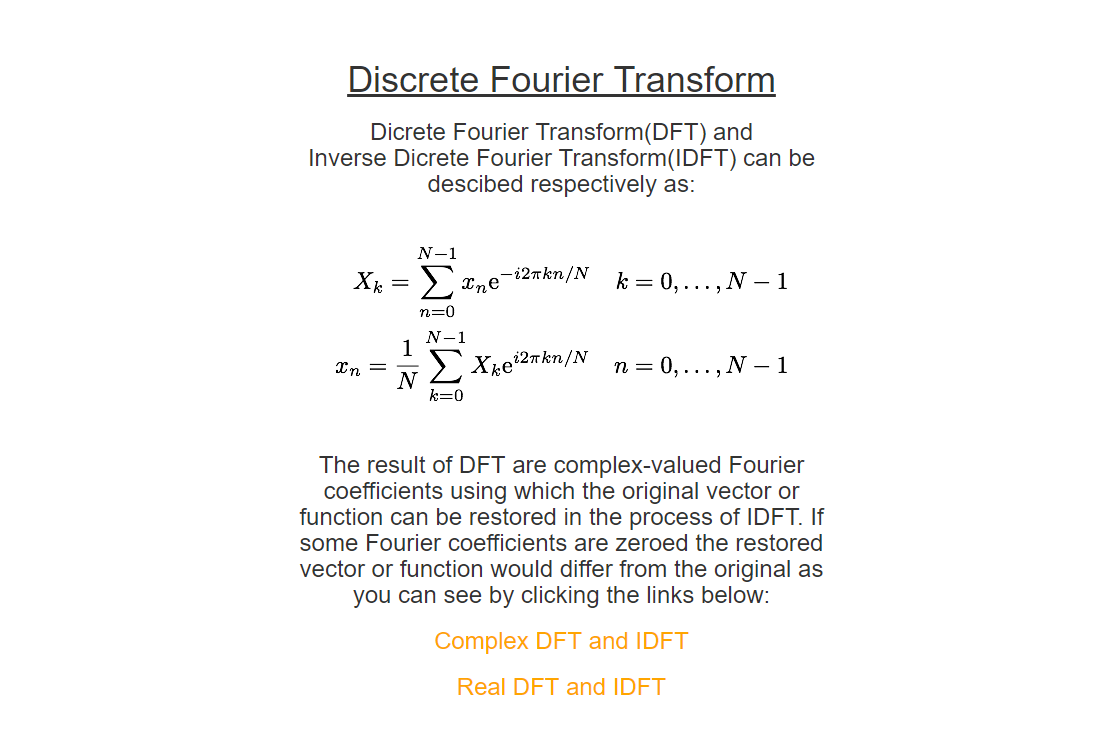 Discrete Fourier Transform
Dicrete Fourier Transform(DFT) and
Inverse Dicrete Fourier Transform(IDFT) can be
descibed respectively as:
X_k = \sum_{n=0}^{N-1} x_n e^{-i2\pi kn/N} \quad k = 0, \ldots, N - 1
x_n = \frac{1}{N} \sum_{k=0}^{N-1} X_k e^{i2\pi kn/N} \quad n = 0, \ldots, N - 1
The result of DFT are complex-valued Fourier
coefficients using which the original vector or
function can be restored in the process of IDFT. If
some Fourier coefficients are zeroed the restored
vector or function would differ from the original as
you can see by clicking the links below:
Complex DFT and IDFT
Real DFT and IDFT